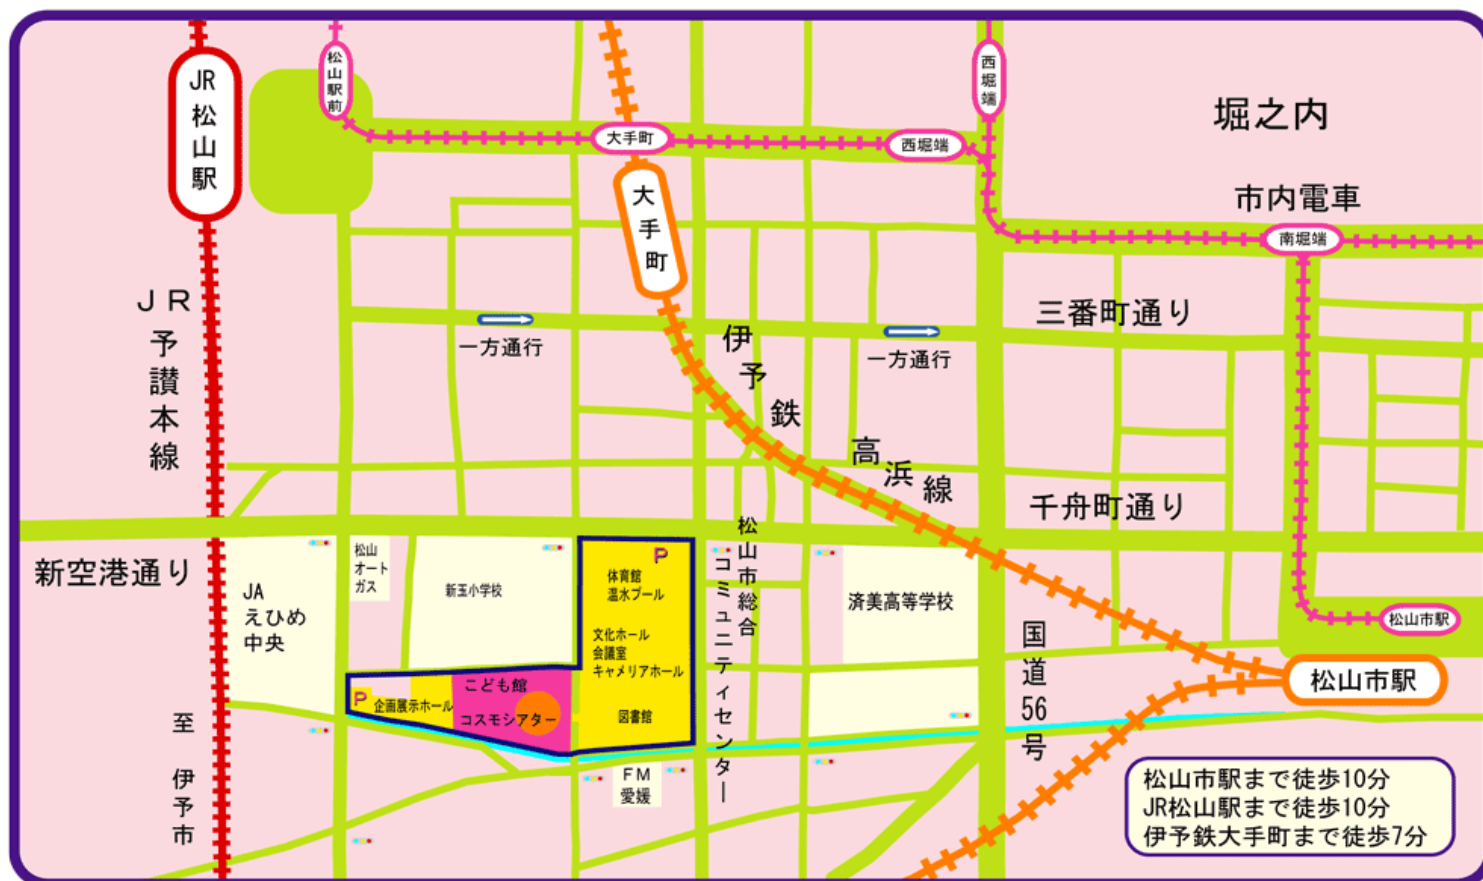 JR松山駅
松山駅前
大手町
西堀端
西堀端
堀之内
市内電車
南堀端
大手町
JR予讃本線
一方通行
伊予鉄高浜線
一方通行
三番町通り
千舟町通り
新空港通り
JA
えひめ
中央
松山
オート
ガス
新玉小学校
P
体育館
温水プール
文化ホール
会議室
キャメリアホール
図書館
松山市総合
コミュニティセンター
済美高等学校
国道56号
松山市駅
松山市駅
P
企画展示ホール
こども館
コスモシアター
FM
愛媛
至 伊予市
松山市駅まで徒歩10分
JR松山駅まで徒歩10分
伊予鉄大手町まで徒歩7分